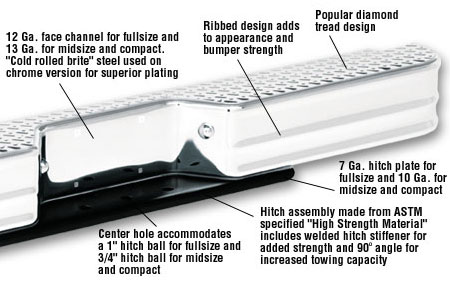 12 Ga. face channel for fullsize and
13 Ga. for midsize and compact.
"Cold rolled brite" steel used on
chrome version for superior plating
Ribbed design adds
to appearance and
bumper strength
Popular diamond
tread design
7 Ga. hitch plate for
fullsize and 10 Ga. for
midsize and compact
Center hole accommodates
a 1" hitch ball for fullsize and
3/4" hitch ball for midsize
and compact
Hitch assembly made from ASTM
specified "High Strength Material"
includes welded hitch stiffener for
added strength and 90° angle for
increased towing capacity